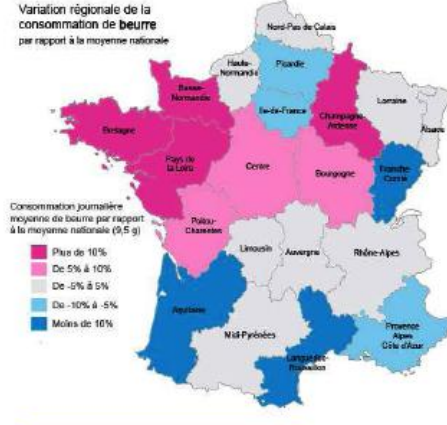 Variation régionale de la
consommation de beurre
par rapport à la moyenne nationale
Nord-Pas de Calais
Haute-
Normandie
Picardie
Basse-
Normandie
Ile-de-France
Champagne
Ardenne
Lorraine
Alsace
Bretagne
Pays de
la Loire
Centre
Bourgogne
Franche-
Comté
Consommation journalière
moyenne de beurre par rapport
à la moyenne nationale (9,5 g)
Plus de 10%
De 5% à 10%
De -5% à 5%
De -10% à -5%
Moins de 10%
Poitou-
Charentes
Limousin
Auvergne
Rhône-Alpes
Aquitaine
Midi-Pyrénées
Languedoc-
Roussillon
Provence
Alpes
Côte d'Azur